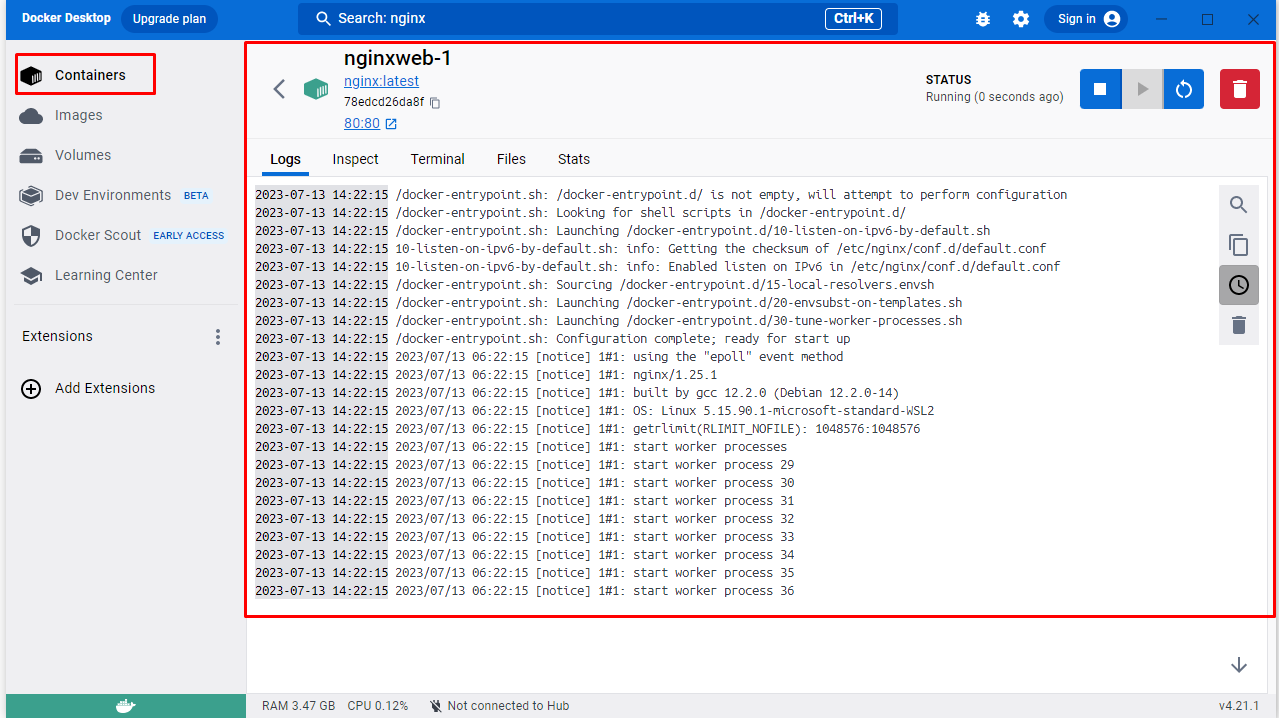 Docker Desktop
Upgrade plan
Search: nginx
Ctrl+K
Sign in
Containers
Images
Volumes
Dev Environments BETA
Docker Scout EARLY ACCESS
Learning Center
Extensions
Add Extensions
nginxweb-1
nginx:latest
78edcd26da8f
80:80
STATUS
Running (0 seconds ago)
Logs Inspect Terminal Files Stats
2023-07-13 14:22:15 /docker-entrypoint.sh: /docker-entrypoint.d/ is not empty, will attempt to perform configuration
2023-07-13 14:22:15 /docker-entrypoint.sh: Looking for shell scripts in /docker-entrypoint.d/
2023-07-13 14:22:15 /docker-entrypoint.sh: Launching /docker-entrypoint.d/10-listen-on-ipv6-by-default.sh
2023-07-13 14:22:15 10-listen-on-ipv6-by-default.sh: info: Getting the checksum of /etc/nginx/conf.d/default.conf
2023-07-13 14:22:15 10-listen-on-ipv6-by-default.sh: info: Enabled listen on IPv6 in /etc/nginx/conf.d/default.conf
2023-07-13 14:22:15 /docker-entrypoint.sh: Sourcing /docker-entrypoint.d/15-local-resolvers.envsh
2023-07-13 14:22:15 /docker-entrypoint.sh: Launching /docker-entrypoint.d/20-envsubst-on-templates.sh
2023-07-13 14:22:15 /docker-entrypoint.sh: Launching /docker-entrypoint.d/30-tune-worker-processes.sh
2023-07-13 14:22:15 /docker-entrypoint.sh: Configuration complete; ready for start up
2023-07-13 14:22:15 2023/07/13 06:22:15 [notice] 1#1: using the "epoll" event method
2023-07-13 14:22:15 2023/07/13 06:22:15 [notice] 1#1: nginx/1.25.1
2023-07-13 14:22:15 2023/07/13 06:22:15 [notice] 1#1: built by gcc 12.2.0 (Debian 12.2.0-14)
2023-07-13 14:22:15 2023/07/13 06:22:15 [notice] 1#1: OS: Linux 5.15.90.1-microsoft-standard-WSL2
2023-07-13 14:22:15 2023/07/13 06:22:15 [notice] 1#1: getrlimit(RLIMIT_NOFILE): 1048576:1048576
2023-07-13 14:22:15 2023/07/13 06:22:15 [notice] 1#1: start worker processes
2023-07-13 14:22:15 2023/07/13 06:22:15 [notice] 1#1: start worker process 29
2023-07-13 14:22:15 2023/07/13 06:22:15 [notice] 1#1: start worker process 30
2023-07-13 14:22:15 2023/07/13 06:22:15 [notice] 1#1: start worker process 31
2023-07-13 14:22:15 2023/07/13 06:22:15 [notice] 1#1: start worker process 32
2023-07-13 14:22:15 2023/07/13 06:22:15 [notice] 1#1: start worker process 33
2023-07-13 14:22:15 2023/07/13 06:22:15 [notice] 1#1: start worker process 34
2023-07-13 14:22:15 2023/07/13 06:22:15 [notice] 1#1: start worker process 35
2023-07-13 14:22:15 2023/07/13 06:22:15 [notice] 1#1: start worker process 36
RAM 3.47 GB CPU 0.12% Not connected to Hub
v4.21.1